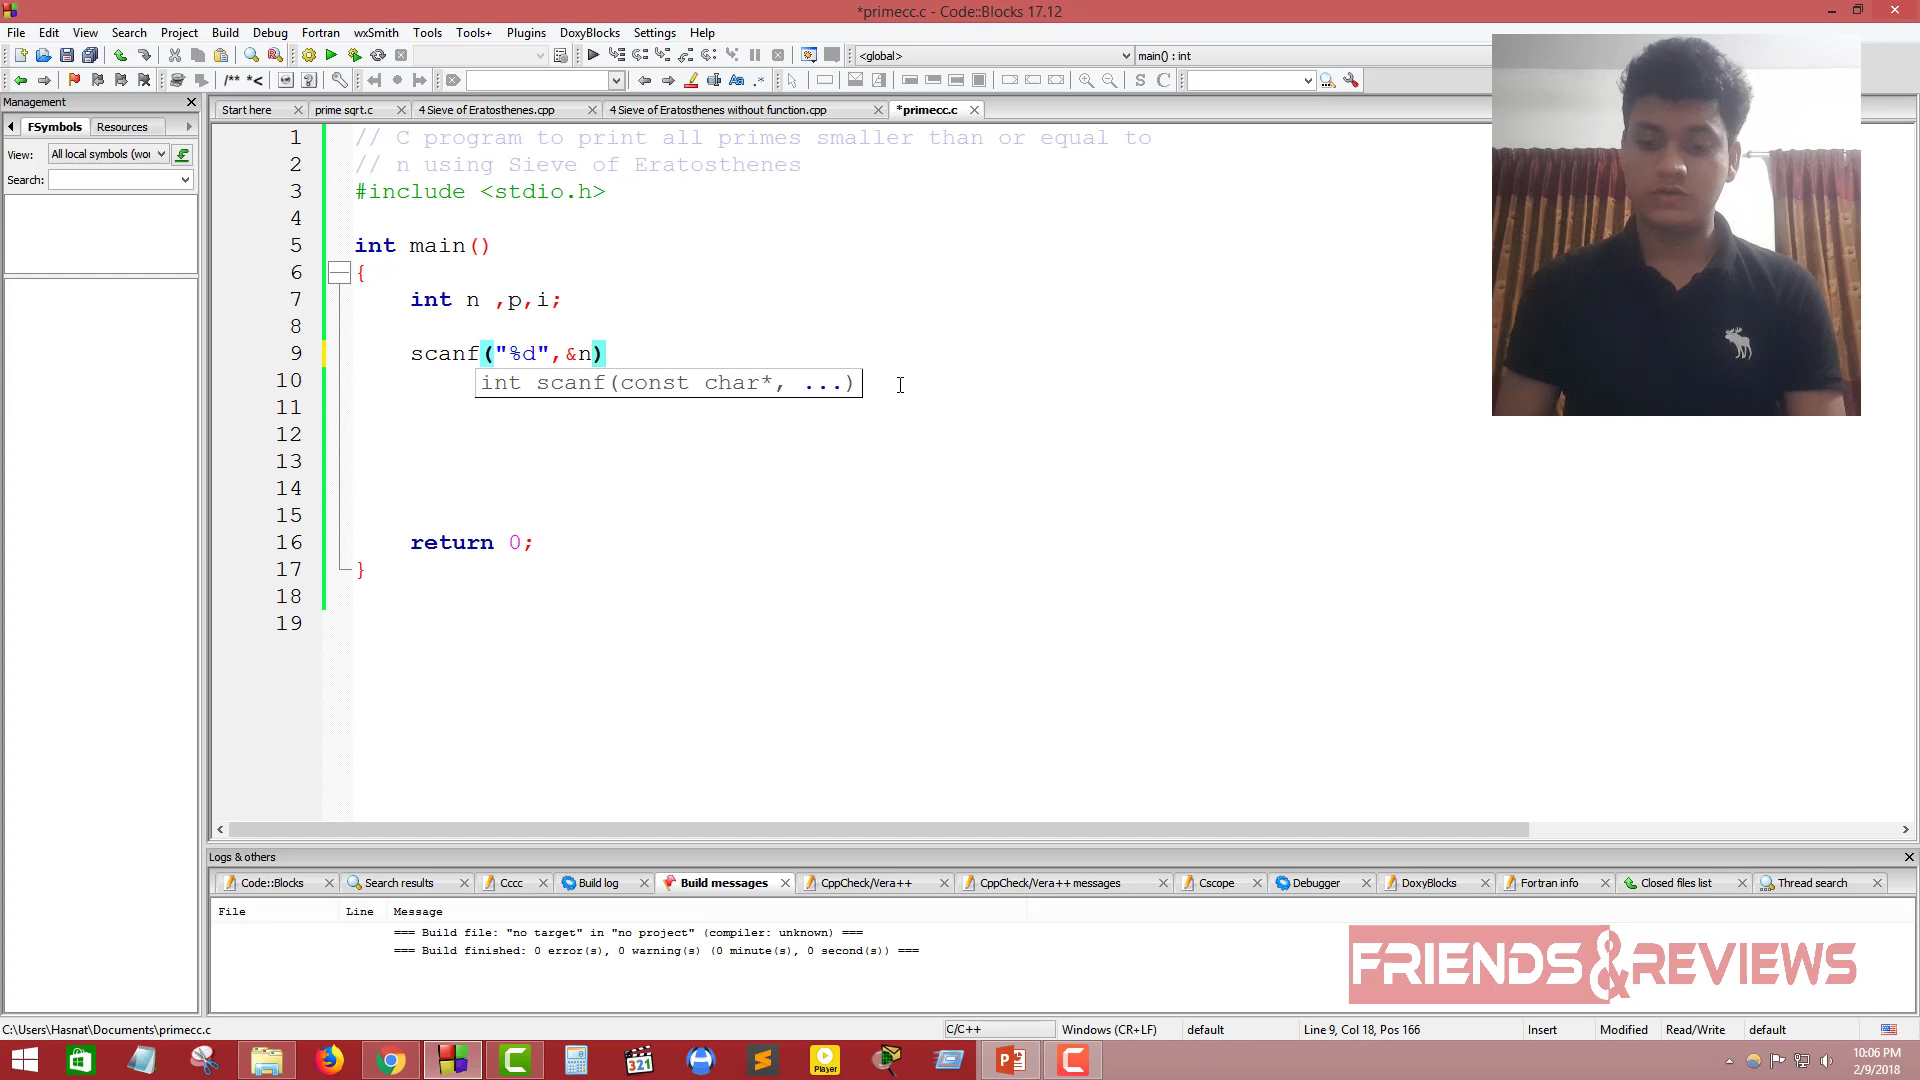 *primecc.c - Code::Blocks 17.12
File Edit View Search Project Build Debug Fortran wxSmith Tools Tools+ Plugins DoxyBlocks Settings Help
<global> main() : int
/** *<
Management
Start here prime sqrt.c 4 Sieve of Eratosthenes.cpp 4 Sieve of Eratosthenes without function.cpp *primecc.c
FSymbols Resources
View: All local symbols (wor
Search:
1 // C program to print all primes smaller than or equal to
2 // n using Sieve of Eratosthenes
3 #include <stdio.h>
4
5 int main()
6 {
7 int n ,p,i;
8
9 scanf("%d",&n)
10 int scanf(const char*, ...)
11
12
13
14
15
16 return 0;
17 }
18
19
Logs & others
Code::Blocks Search results Cccc Build log Build messages CppCheck/Vera++ CppCheck/Vera++ messages Cscope Debugger DoxyBlocks Fortran info Closed files list Thread search
File Line Message
=== Build file: "no target" in "no project" (compiler: unknown) ===
=== Build finished: 0 error(s), 0 warning(s) (0 minute(s), 0 second(s)) ===
FRIENDS&REVIEWS
C:\Users\Hasnat\Documents\primecc.c C/C++ Windows (CR+LF) default Line 9, Col 18, Pos 166 Insert Modified Read/Write default
321
Player
10:06 PM
2/9/2018